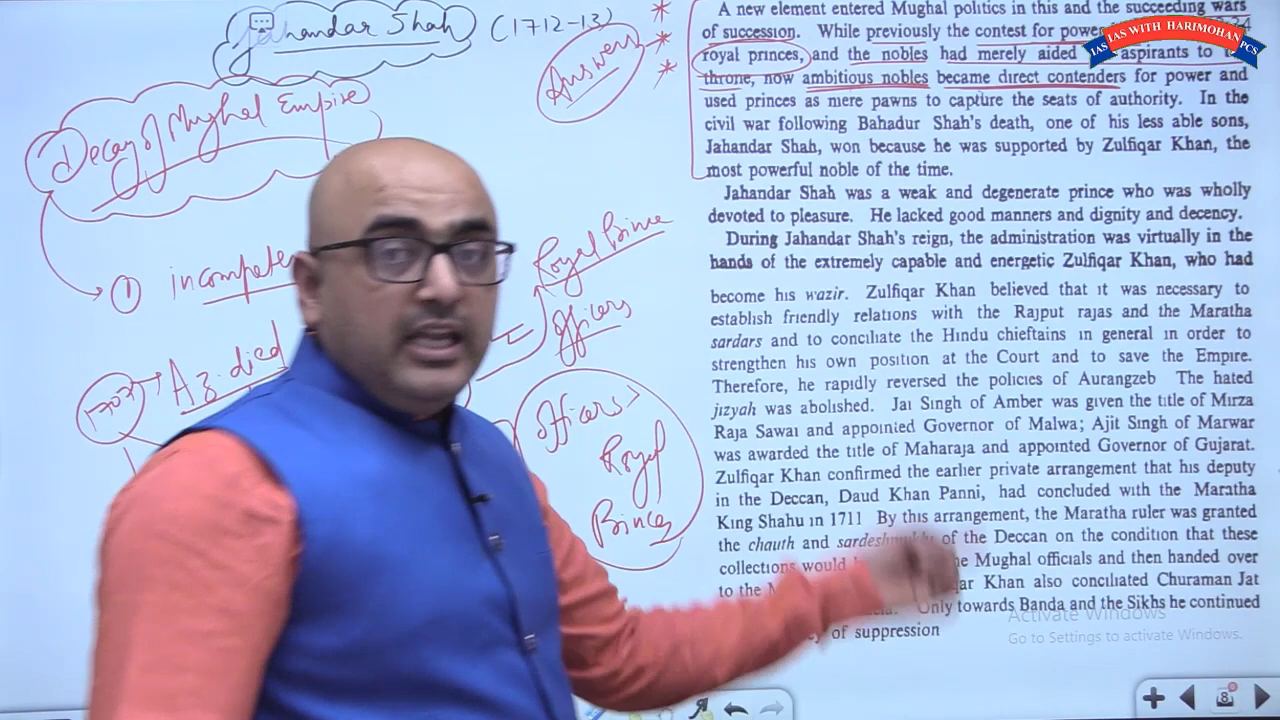 Jahandar Shah (1712-13)
Answers
Decay of Mughal Empire
① incompete
1707 → A.z. died
Royal Prince
officers
officers >
Royal
Princes
IAS IAS WITH HARIMOHAN PCS
A new element entered Mughal politics in this and the succeeding wars
of succession. While previously the contest for power
royal princes, and the nobles had merely aided aspirants to
throne, now ambitious nobles became direct contenders for power and
used princes as mere pawns to capture the seats of authority. In the
civil war following Bahadur Shah's death, one of his less able sons,
Jahandar Shah, won because he was supported by Zulfiqar Khan, the
most powerful noble of the time.
Jahandar Shah was a weak and degenerate prince who was wholly
devoted to pleasure. He lacked good manners and dignity and decency.
During Jahandar Shah's reign, the administration was virtually in the
hands of the extremely capable and energetic Zulfiqar Khan, who had
become his wazir. Zulfiqar Khan believed that it was necessary to
establish friendly relations with the Rajput rajas and the Maratha
sardars and to conciliate the Hindu chieftains in general in order to
strengthen his own position at the Court and to save the Empire.
Therefore, he rapidly reversed the policies of Aurangzeb The hated
jizyah was abolished. Jai Singh of Amber was given the title of Mirza
Raja Sawai and appointed Governor of Malwa; Ajit Singh of Marwar
was awarded the title of Maharaja and appointed Governor of Gujarat.
Zulfiqar Khan confirmed the earlier private arrangement that his deputy
in the Deccan, Daud Khan Panni, had concluded with the Maratha
King Shahu in 1711 By this arrangement, the Maratha ruler was granted
the chauth and of the Deccan on the condition that these
collections would Mughal officials and then handed over
to the Khan also conciliated Churaman Jat
Only towards Banda and the Sikhs he continued
of suppression
Activate Windows
Go to Settings to activate Windows.
8